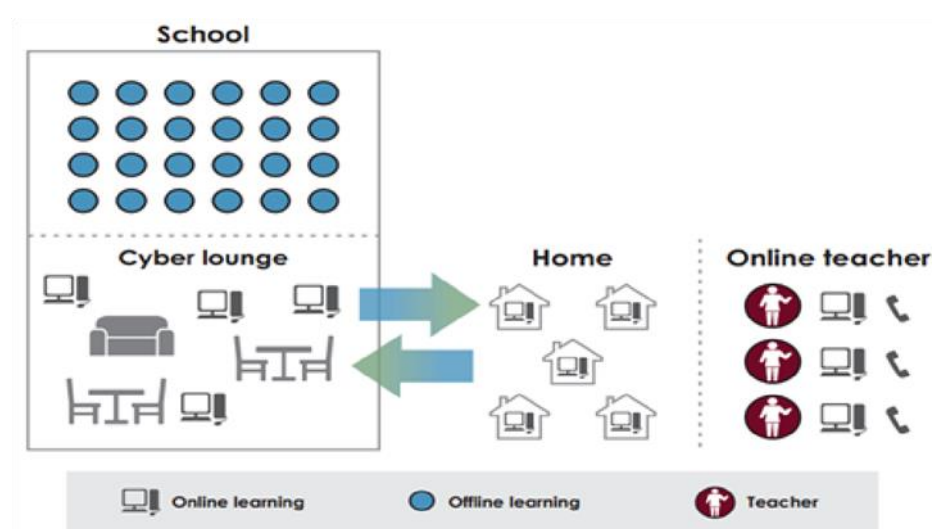 School
Cyber lounge
Home
Online teacher
Online learning
Offline learning
Teacher